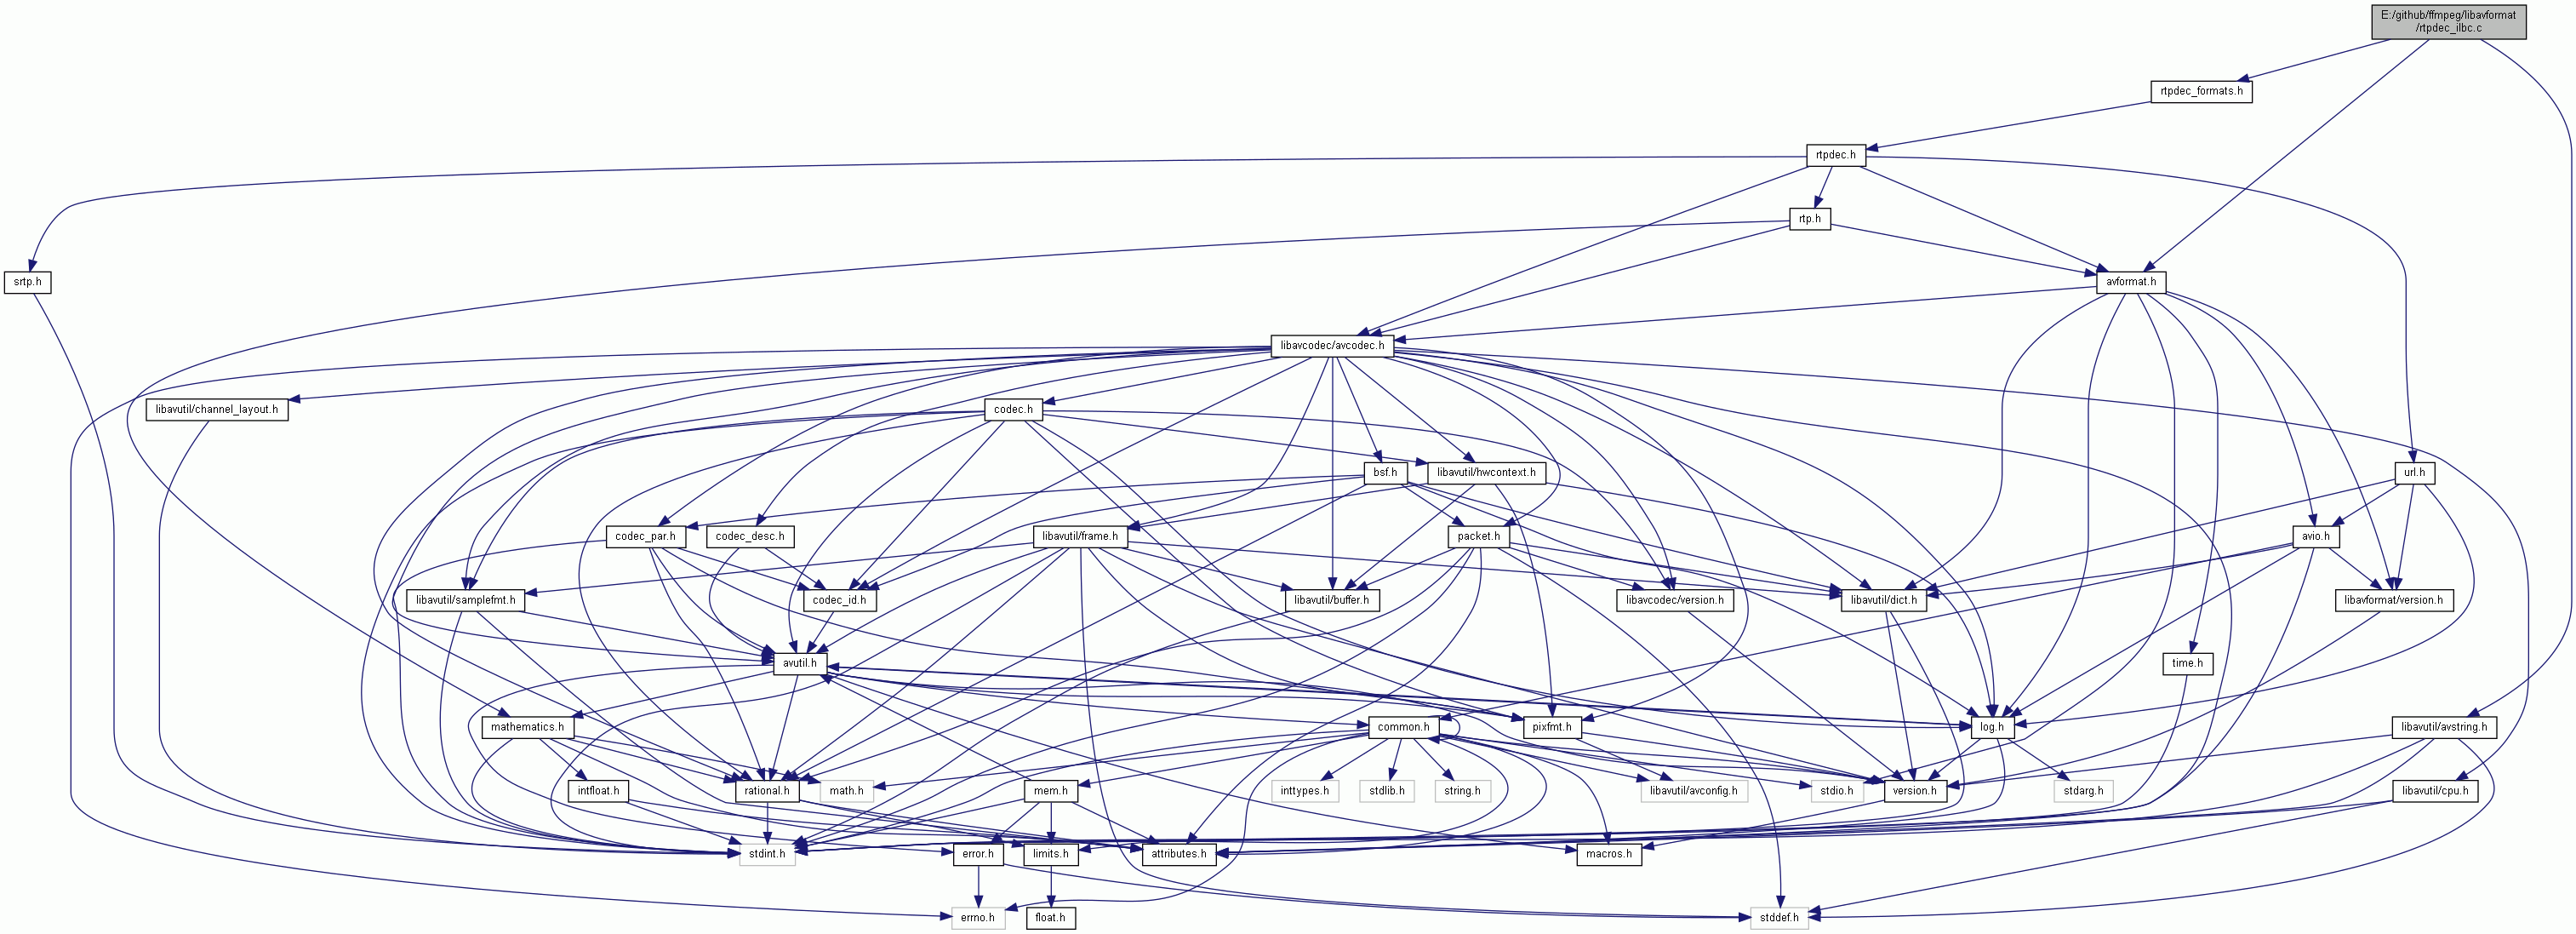 E:/github/ffmpeg/libavformat
/rtpdec_ilbc.c
rtpdec_formats.h
rtpdec.h
rtp.h
srtp.h
avformat.h
libavcodec/avcodec.h
libavutil/channel_layout.h
codec.h
bsf.h
libavutil/hwcontext.h
url.h
codec_par.h
codec_desc.h
libavutil/frame.h
packet.h
avio.h
libavutil/samplefmt.h
codec_id.h
libavutil/buffer.h
libavcodec/version.h
libavutil/dict.h
libavformat/version.h
avutil.h
time.h
mathematics.h
common.h
pixfmt.h
log.h
libavutil/avstring.h
intfloat.h
rational.h
math.h
mem.h
inttypes.h
stdlib.h
string.h
libavutil/avconfig.h
stdio.h
version.h
stdarg.h
libavutil/cpu.h
stdint.h
error.h
limits.h
attributes.h
macros.h
errno.h
float.h
stddef.h